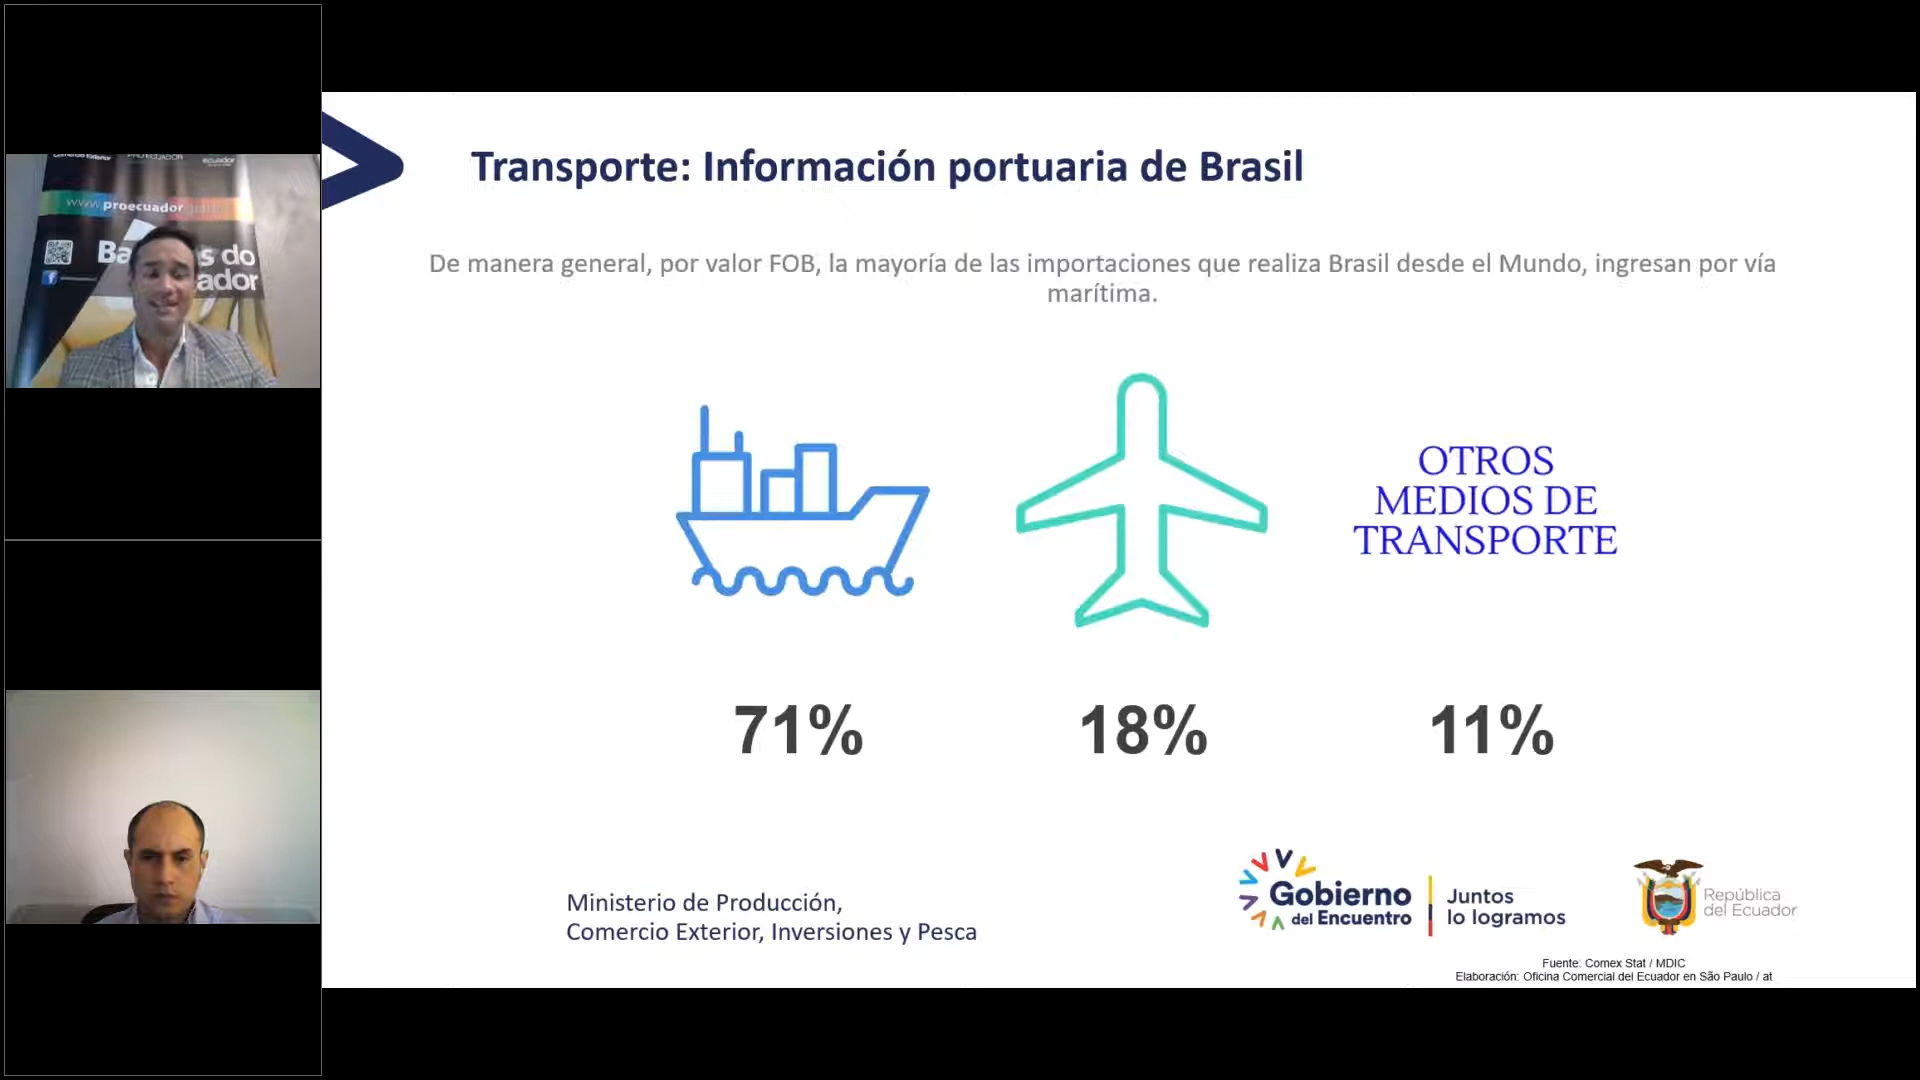 www.proecuador
do
ador
Transporte: Información portuaria de Brasil
De manera general, por valor FOB, la mayoría de las importaciones que realiza Brasil desde el Mundo, ingresan por vía
marítima.
OTROS
MEDIOS DE
TRANSPORTE
71%
18%
11%
Ministerio de Producción,
Comercio Exterior, Inversiones y Pesca
Gobierno
del Encuentro
Juntos
lo logramos
República
del Ecuador
Fuente: Comex Stat / MDIC
Elaboración: Oficina Comercial del Ecuador en São Paulo / at